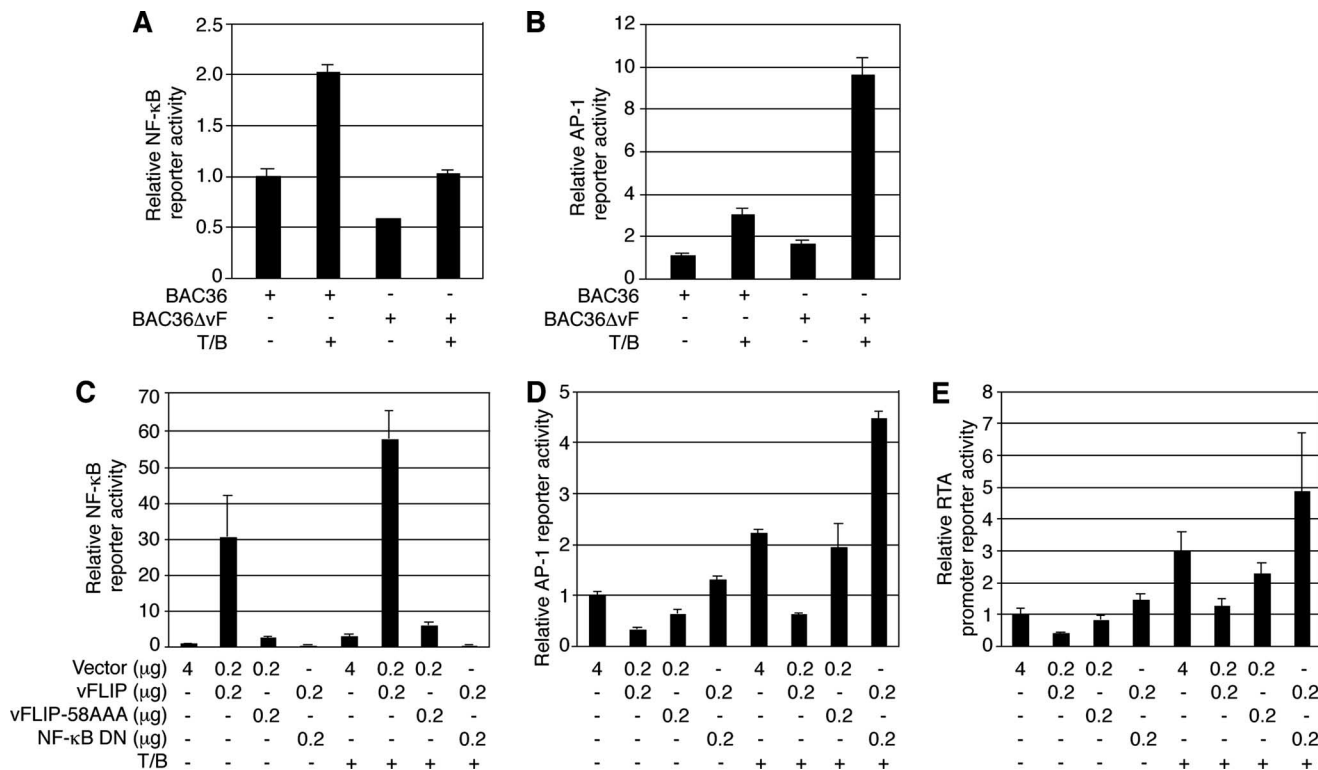 A
Relative NF-κB
reporter activity
2.5
2.0
1.5
1.0
0.5
0
BAC36 + + - -
BAC36ΔvF - - + +
T/B - + - +
B
Relative AP-1
reporter activity
12
10
8
6
4
2
0
BAC36 + + - -
BAC36ΔvF - - + +
T/B - + - +
C
Relative NF-κB
reporter activity
70
60
50
40
30
20
10
0
Vector (μg) 4 0.2 0.2 - 4 0.2 0.2 -
vFLIP (μg) - 0.2 - 0.2 - 0.2 - 0.2
vFLIP-58AAA (μg) - - 0.2 - - - 0.2 -
NF-κB DN (μg) - - - 0.2 - - - 0.2
T/B - - - - + + + +
D
Relative AP-1 reporter activity
5
4
3
2
1
0
4 0.2 0.2 - 4 0.2 0.2 -
- 0.2 - 0.2 - 0.2 - 0.2
- - 0.2 - - - 0.2 -
- - - 0.2 - - - 0.2
- - - - + + + +
E
Relative RTA
promoter reporter activity
8
7
6
5
4
3
2
1
0
4 0.2 0.2 - 4 0.2 0.2 -
- 0.2 - 0.2 - 0.2 - 0.2
- - 0.2 - - - 0.2 -
- - - 0.2 - - - 0.2
- - - - + + + +